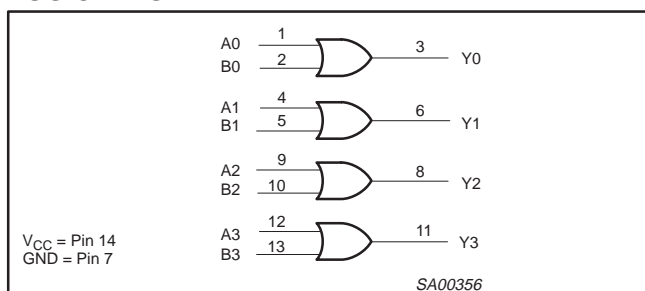 A0 1 3 Y0
B0 2
A1 4 6 Y1
B1 5
A2 9 8 Y2
B2 10
A3 12 11 Y3
B3 13
VCC = Pin 14
GND = Pin 7
SA00356